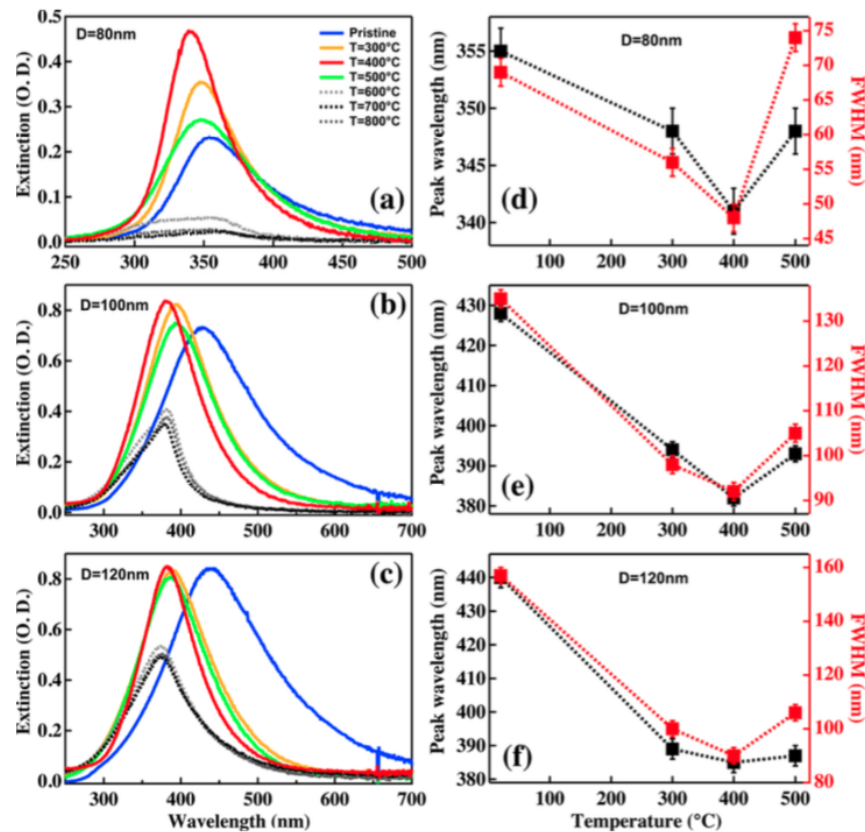 D=80nm
Pristine
T=300°C
T=400°C
T=500°C
T=600°C
T=700°C
T=800°C
(a)
Extinction (O. D.)
0.5
0.4
0.3
0.2
0.1
0.0
250 300 350 400 450 500
D=80nm
(d)
Peak wavelength (nm)
355
350
345
340
FWHM (nm)
75
70
65
60
55
50
45
100 200 300 400 500
D=100nm
(b)
Extinction (O. D.)
0.8
0.6
0.4
0.2
0.0
300 400 500 600 700
D=100nm
(e)
Peak wavelength (nm)
430
420
410
400
390
380
FWHM (nm)
130
120
110
100
90
100 200 300 400 500
D=120nm
(c)
Extinction (O. D.)
0.8
0.6
0.4
0.2
0.0
300 400 500 600 700
Wavelength (nm)
D=120nm
(f)
Peak wavelength (nm)
440
430
420
410
400
390
380
FWHM (nm)
160
140
120
100
80
100 200 300 400 500
Temperature (°C)